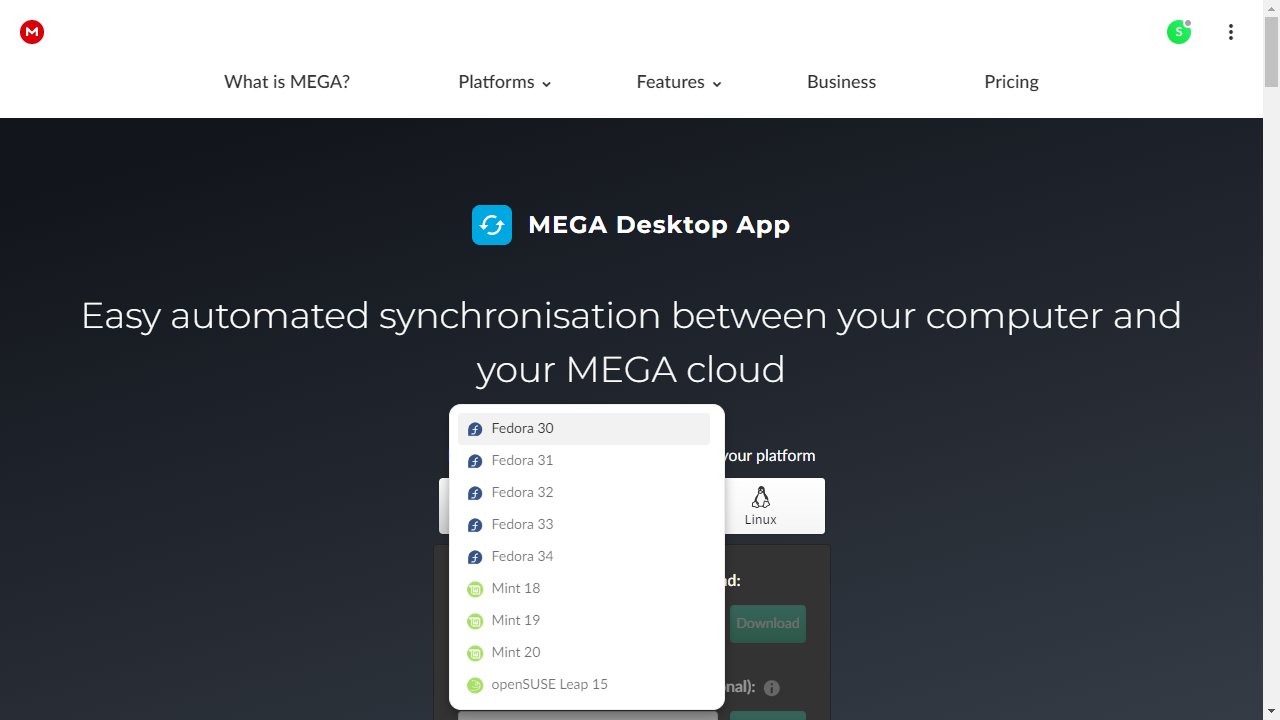 M
S
What is MEGA? Platforms Features Business Pricing
MEGA Desktop App
Easy automated synchronisation between your computer and
your MEGA cloud
your platform
Linux
Fedora 30
Fedora 31
Fedora 32
Fedora 33
Fedora 34
Mint 18
Mint 19
Mint 20
openSUSE Leap 15
Download